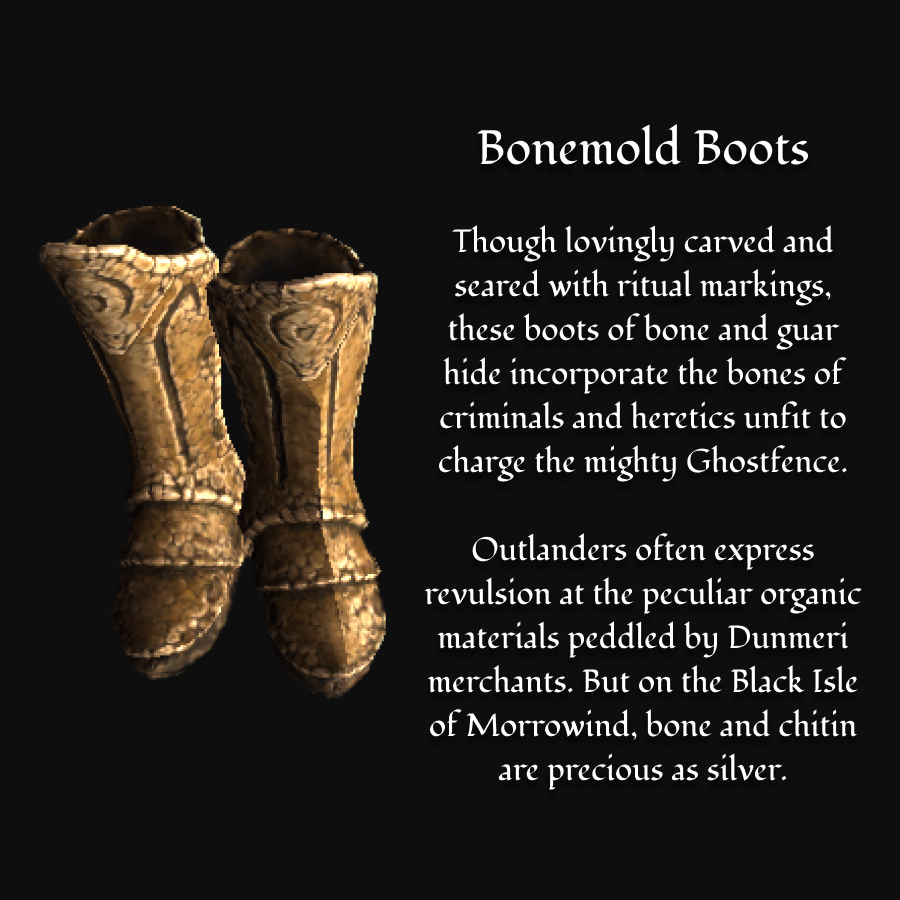 Bonemold Boots
Though lovingly carved and
seared with ritual markings,
these boots of bone and guar
hide incorporate the bones of
criminals and heretics unfit to
charge the mighty Ghostfence.
Outlanders often express
revulsion at the peculiar organic
materials peddled by Dunmeri
merchants. But on the Black Isle
of Morrowind, bone and chitin
are precious as silver.